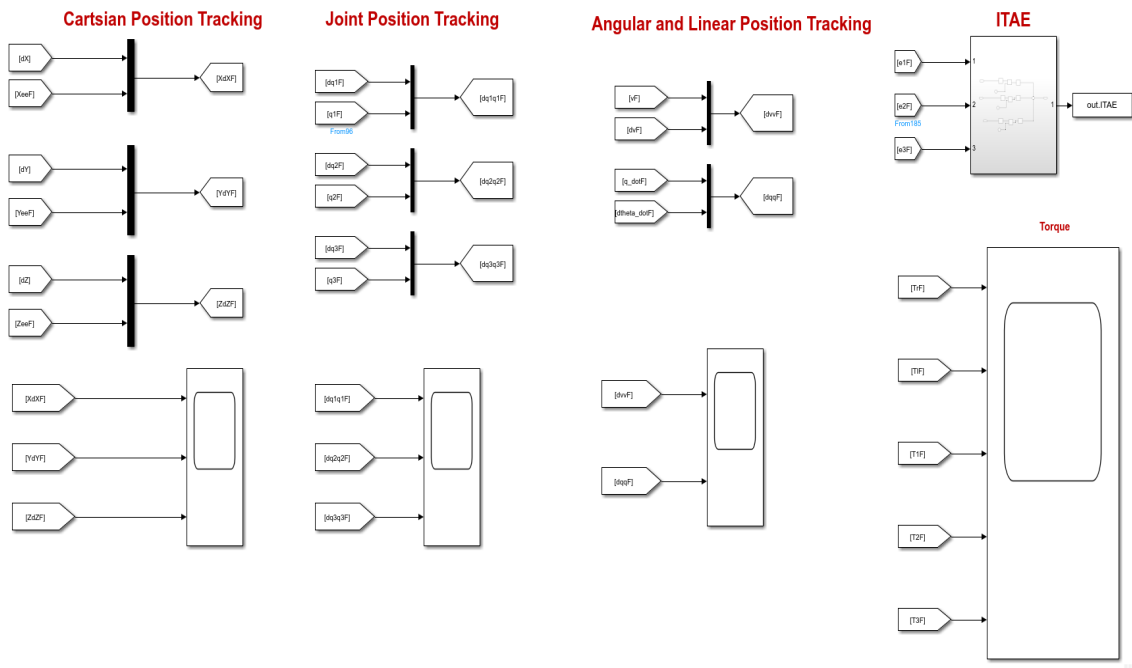 Cartsian Position Tracking
[dX]
[XeeF]
[XdXF]
[dY]
[YeeF]
[YdYF]
[dZ]
[ZeeF]
[ZdZF]
[XdXF]
[YdYF]
[ZdZF]
Joint Position Tracking
[dq1F]
[q1F]
From96
[dq1q1F]
[dq2F]
[q2F]
[dq2q2F]
[dq3F]
[q3F]
[dq3q3F]
[dq1q1F]
[dq2q2F]
[dq3q3F]
Angular and Linear Position Tracking
[vF]
[dvF]
[dvvF]
[q_dotF]
[dtheta_dotF]
[dqqF]
[dvvF]
[dqqF]
ITAE
[e1F]
1
[e2F]
2
From185
[e3F]
3
1
out.ITAE
Torque
[TrF]
[TlF]
[T1F]
[T2F]
[T3F]